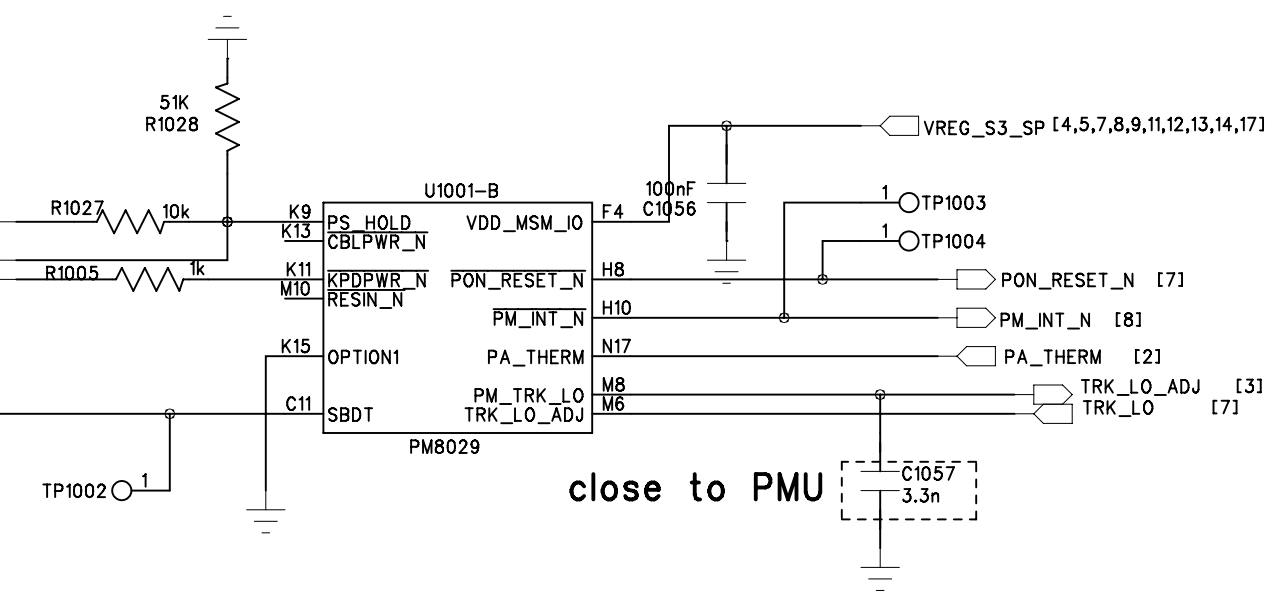 51K
R1028
VREG_S3_SP [4,5,7,8,9,11,12,13,14,17]
U1001-B
100nF
C1056
R1027 10k
K9 PS_HOLD VDD_MSM_IO F4
1 TP1003
K13 CBLPWR_N
1 TP1004
R1005 1k
K11 KPDPWR_N PON_RESET_N H8
PON_RESET_N [7]
M10 RESIN_N
PM_INT_N H10
PM_INT_N [8]
K15 OPTION1 PA_THERM N17
PA_THERM [2]
PM_TRK_LO M8
TRK_LO_ADJ [3]
C11 SBDT TRK_LO_ADJ M6
TRK_LO [7]
PM8029
TP1002 1
close to PMU
C1057
3.3n